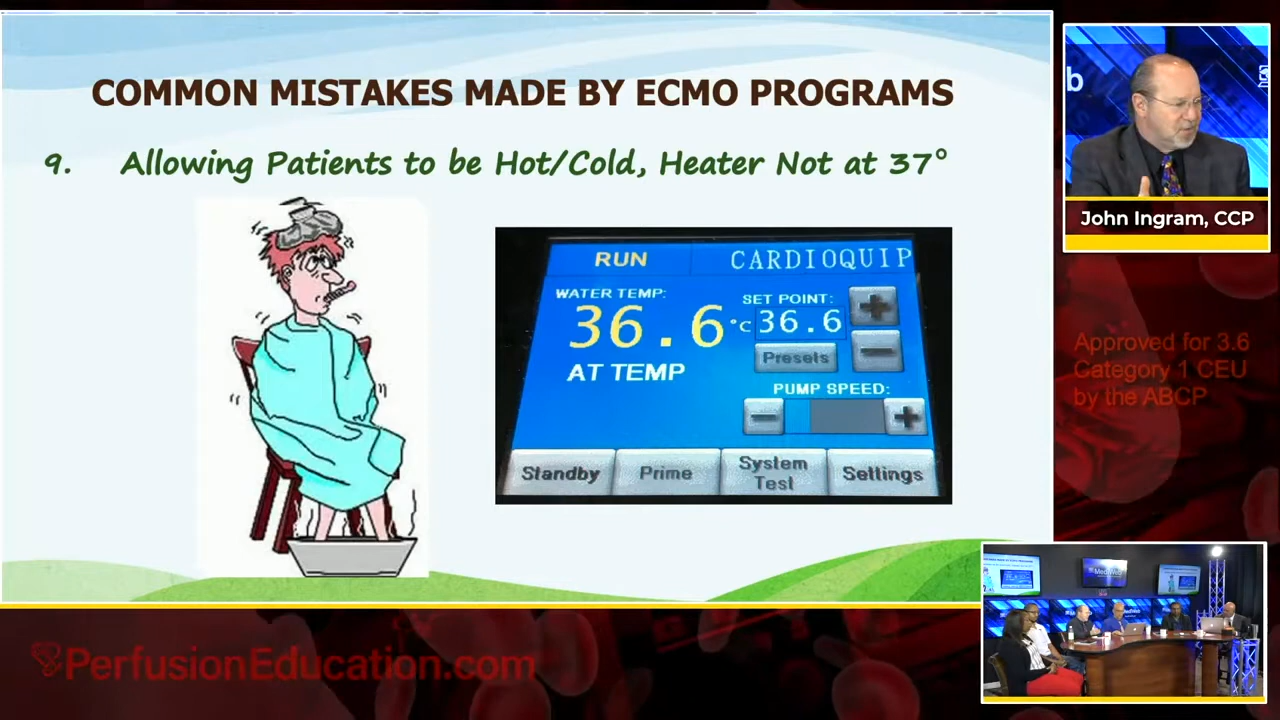 COMMON MISTAKES MADE BY ECMO PROGRAMS
9. Allowing Patients to be Hot/Cold, Heater Not at 37°
RUN
CARDIOQUIP
WATER TEMP:
36.6 °C
AT TEMP
SET POINT:
36.6
+
Presets
−
PUMP SPEED:
− +
Standby
Prime
System Test
Settings
b
John Ingram, CCP
Approved for 3.6
Category 1 CEU
by the ABCP
PerfusionEducation.com